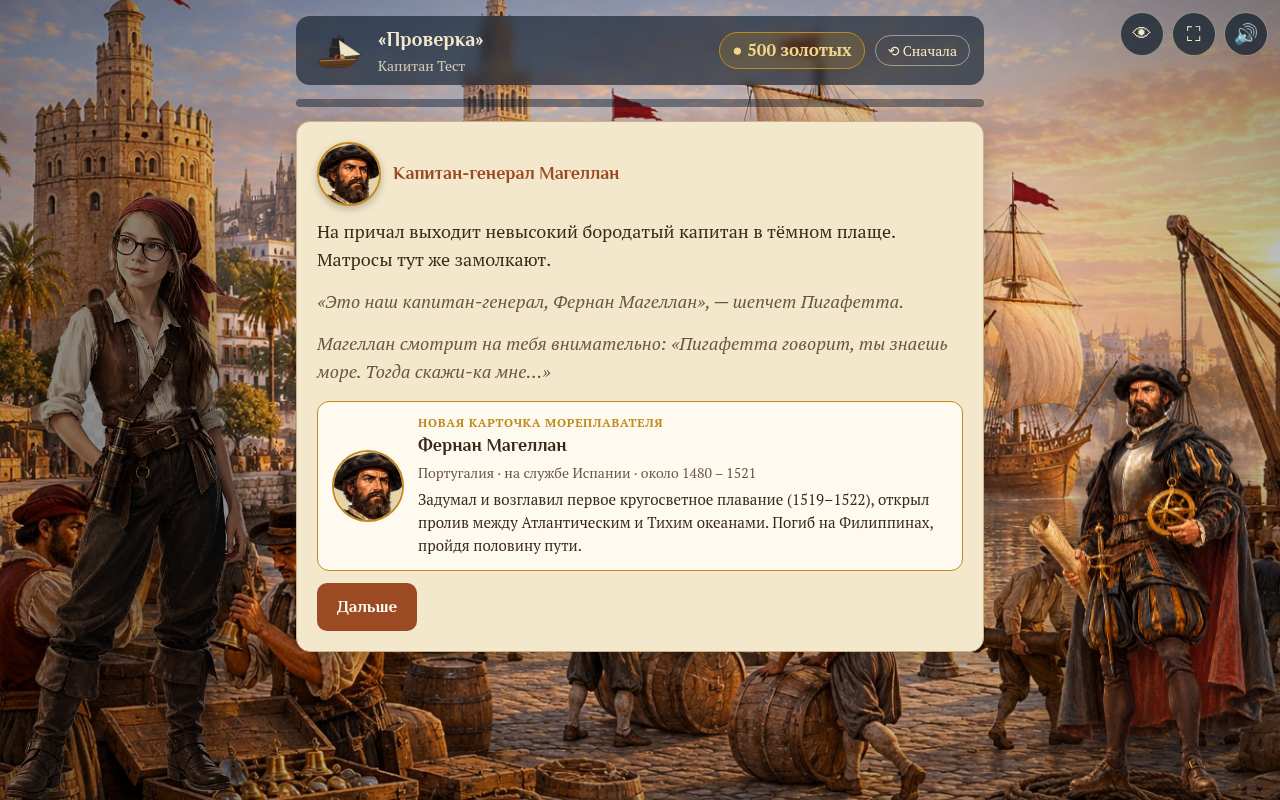 «Проверка»
Капитан Тест
● 500 золотых
⟲ Сначала
Капитан-генерал Магеллан
На причал выходит невысокий бородатый капитан в тёмном плаще.
Матросы тут же замолкают.
«Это наш капитан-генерал, Фернан Магеллан», — шепчет Пигафетта.
Магеллан смотрит на тебя внимательно: «Пигафетта говорит, ты знаешь
море. Тогда скажи-ка мне…»
НОВАЯ КАРТОЧКА МОРЕПЛАВАТЕЛЯ
Фернан Магеллан
Португалия · на службе Испании · около 1480 – 1521
Задумал и возглавил первое кругосветное плавание (1519–1522), открыл
пролив между Атлантическим и Тихим океанами. Погиб на Филиппинах,
пройдя половину пути.
Дальше